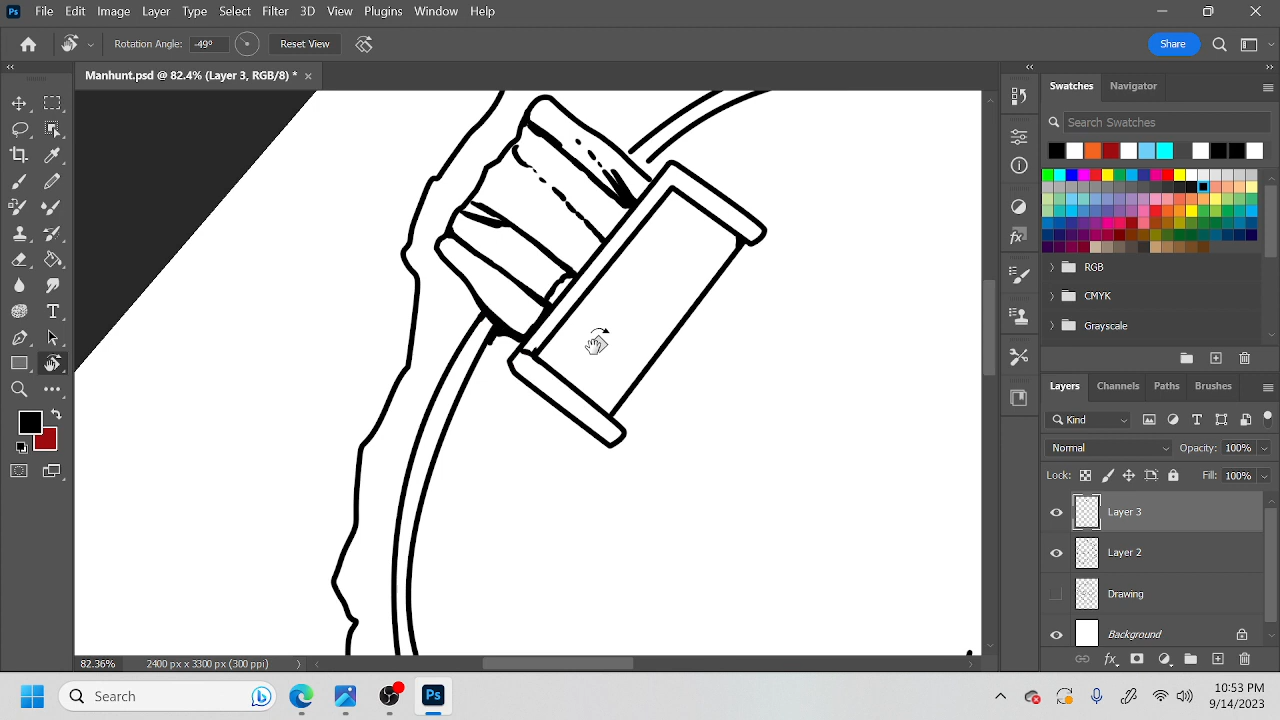 Ps File Edit Image Layer Type Select Filter 3D View Plugins Window Help
Rotation Angle: -49° Reset View Share
Manhunt.psd @ 82.4% (Layer 3, RGB/8) *
Swatches Navigator
Search Swatches
RGB
CMYK
Grayscale
Layers Channels Paths Brushes
Kind
Normal Opacity: 100%
Lock: Fill: 100%
Layer 3
Layer 2
Drawing
Background
82.36% 2400 px x 3300 px (300 ppi)
Search
Ps
10:53 PM
9/14/2023